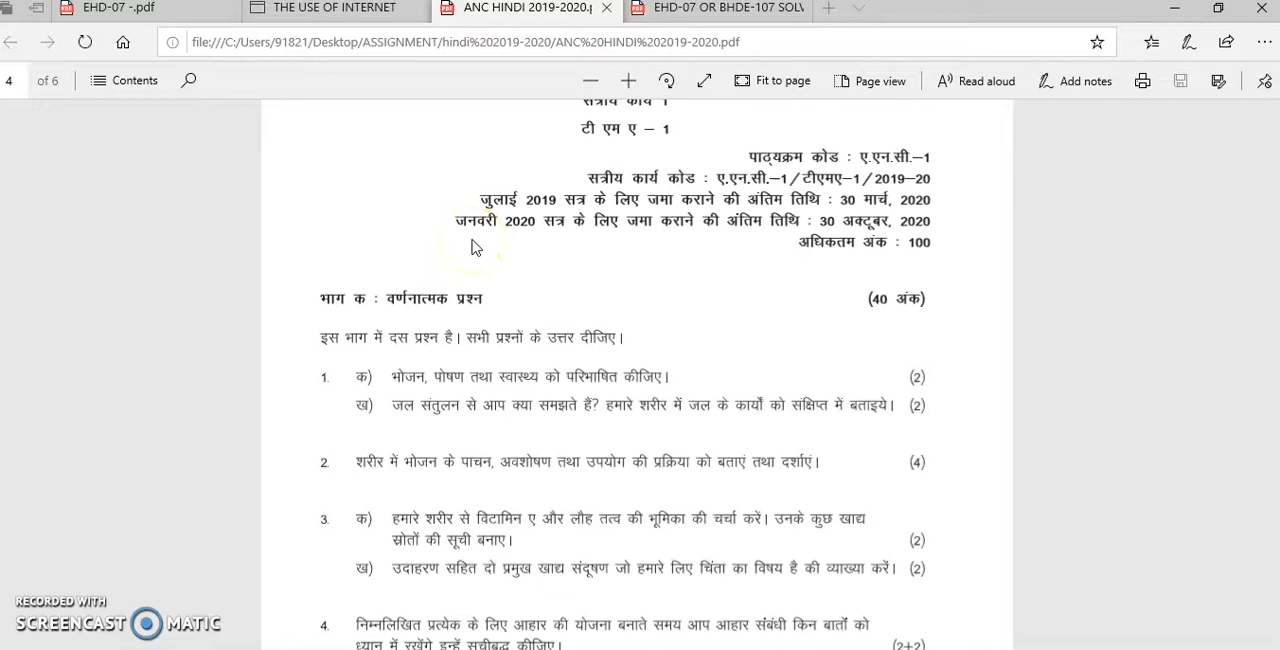 EHD-07 -.pdf
THE USE OF INTERNET
ANC HINDI 2019-2020.p
EHD-07 OR BHDE-107 SOLV
file:///C:/Users/91821/Desktop/ASSIGNMENT/hindi%202019-2020/ANC%20HINDI%202019-2020.pdf
4 of 6 Contents Fit to page Page view Read aloud Add notes
सत्रीय कार्य 1
टी एम ए – 1
पाठ्यक्रम कोड : ए.एन.सी.–1
सत्रीय कार्य कोड : ए.एन.सी.–1/टीएमए–1/2019–20
जुलाई 2019 सत्र के लिए जमा कराने की अंतिम तिथि : 30 मार्च, 2020
जनवरी 2020 सत्र के लिए जमा कराने की अंतिम तिथि : 30 अक्टूबर, 2020
अधिकतम अंक : 100
भाग क : वर्णनात्मक प्रश्न (40 अंक)
इस भाग में दस प्रश्न है। सभी प्रश्नों के उत्तर दीजिए।
1. क) भोजन, पोषण तथा स्वास्थ्य को परिभाषित कीजिए। (2)
ख) जल संतुलन से आप क्या समझते हैं? हमारे शरीर में जल के कार्यों को संक्षिप्त में बताइये। (2)
2. शरीर में भोजन के पाचन, अवशोषण तथा उपयोग की प्रक्रिया को बताएं तथा दर्शाएं। (4)
3. क) हमारे शरीर से विटामिन ए और लौह तत्व की भूमिका की चर्चा करें। उनके कुछ खाद्य
स्रोतों की सूची बनाए। (2)
ख) उदाहरण सहित दो प्रमुख खाद्य संदूषण जो हमारे लिए चिंता का विषय है की व्याख्या करें। (2)
4. निम्नलिखित प्रत्येक के लिए आहार की योजना बनाते समय आप आहार संबंधी किन बातों को
ध्यान में रखेंगे इन्हें सूचीबद्ध कीजिए। (2+2)
RECORDED WITH
SCREENCAST MATIC